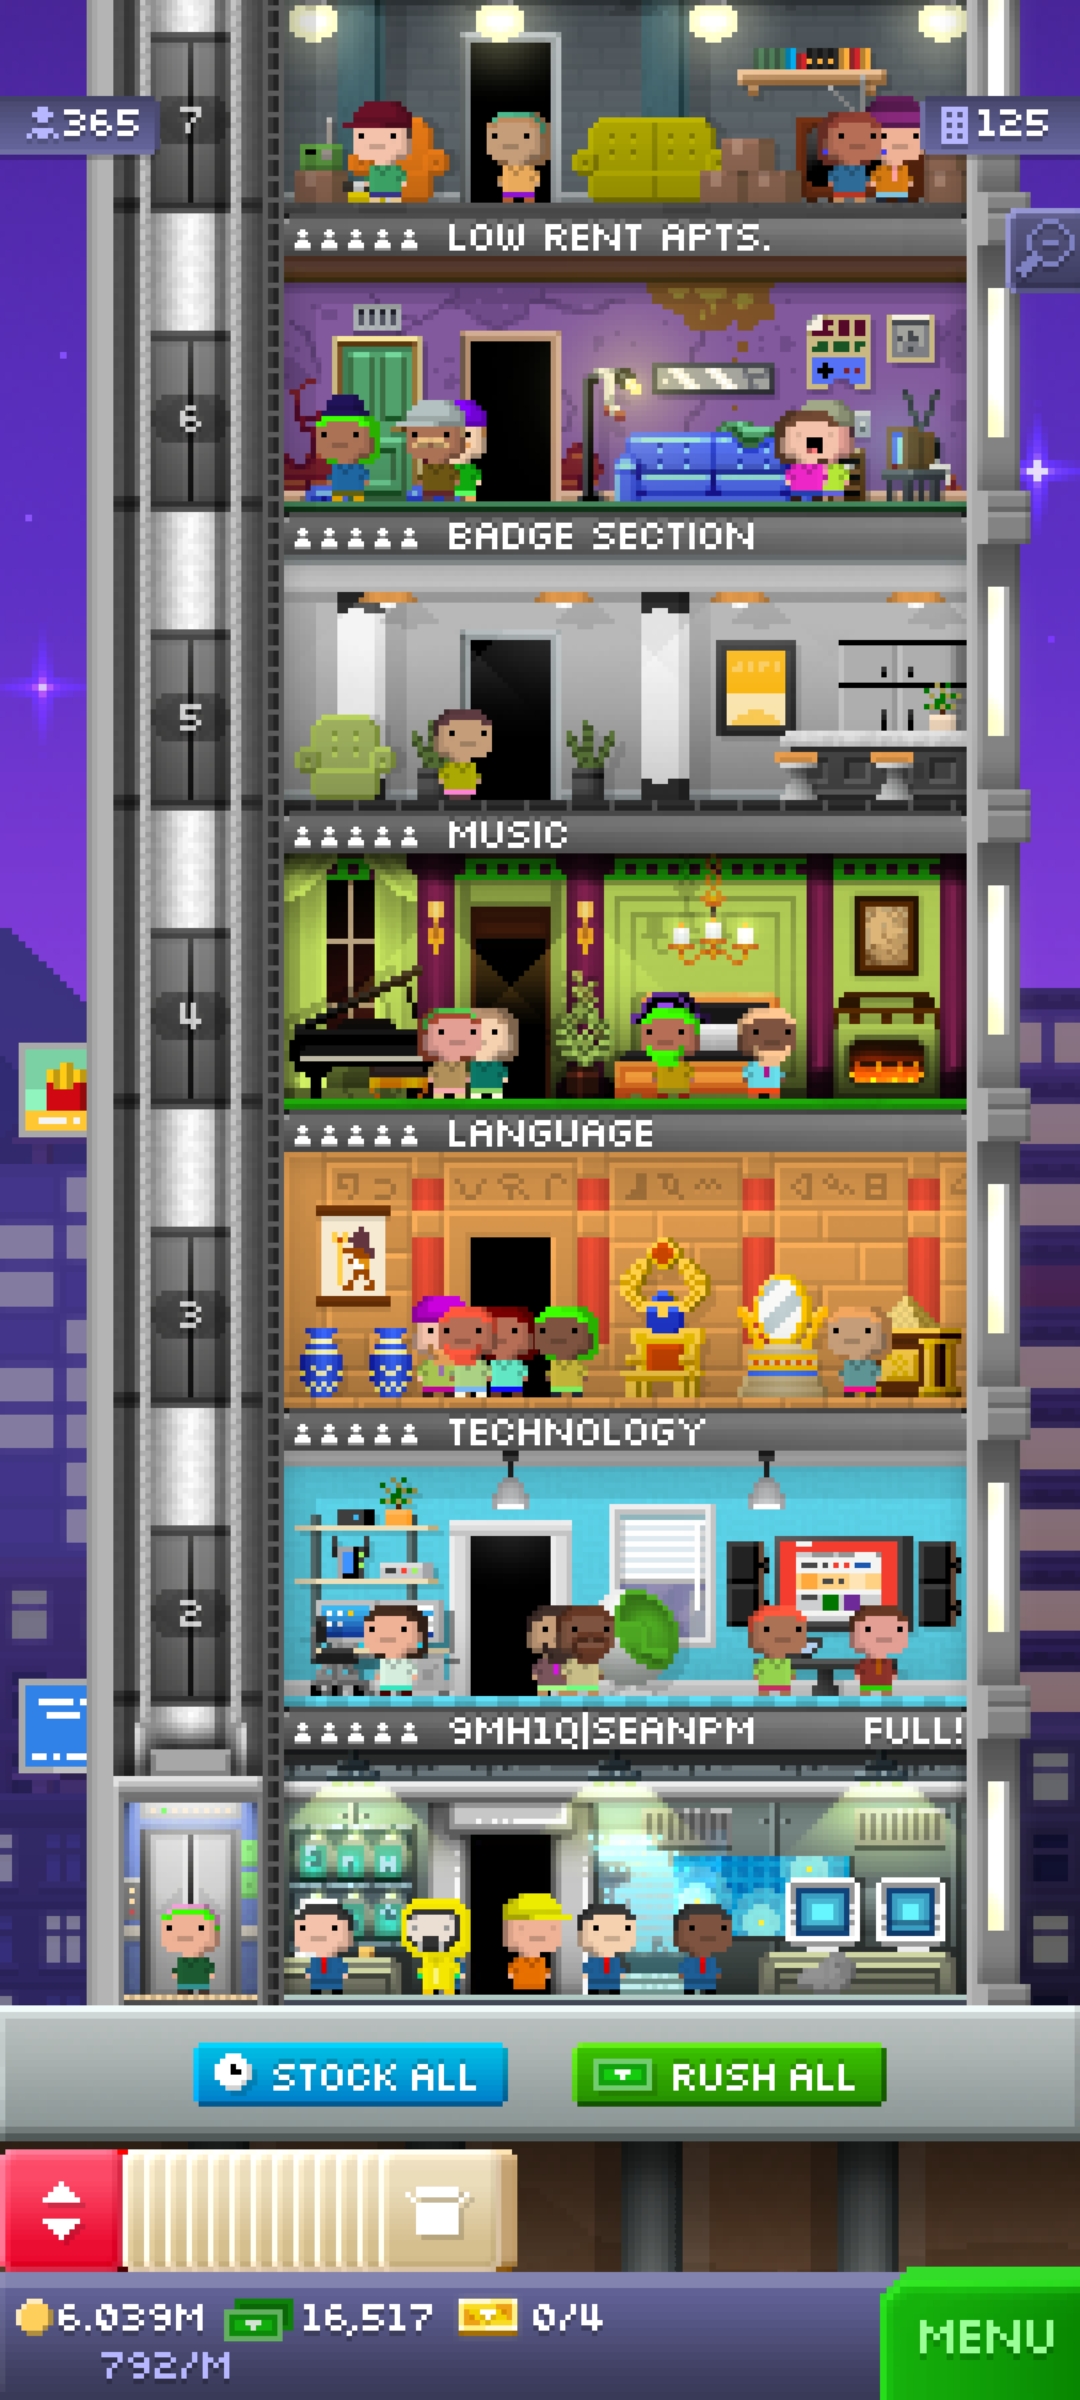 7
365
125
LOW RENT APTS.
6
BADGE SECTION
5
MUSIC
4
LANGUAGE
3
TECHNOLOGY
2
9MH1Q|SEANPM FULL!
STOCK ALL
RUSH ALL
6.039M 16,517 0/4
792/M
MENU